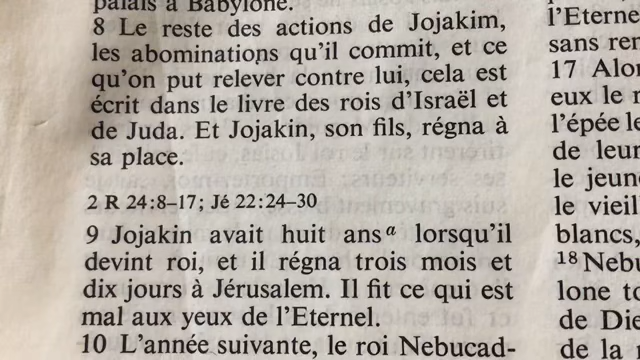 palais à Babylone.
8 Le reste des actions de Jojakim,
les abominations qu'il commit, et ce
qu'on put relever contre lui, cela est
écrit dans le livre des rois d'Israël et
de Juda. Et Jojakin, son fils, régna à
sa place.
2 R 24:8–17; Jé 22:24–30
9 Jojakin avait huit ansª lorsqu'il
devint roi, et il régna trois mois et
dix jours à Jérusalem. Il fit ce qui est
mal aux yeux de l'Eternel.
10 L'année suivante, le roi Nebucad-
l'Eterne
sans ren
17 Alor
eux le r
l'épée le
de leur
le jeun
le vieil
blancs,
18 Nebu
lone to
de Die
de la